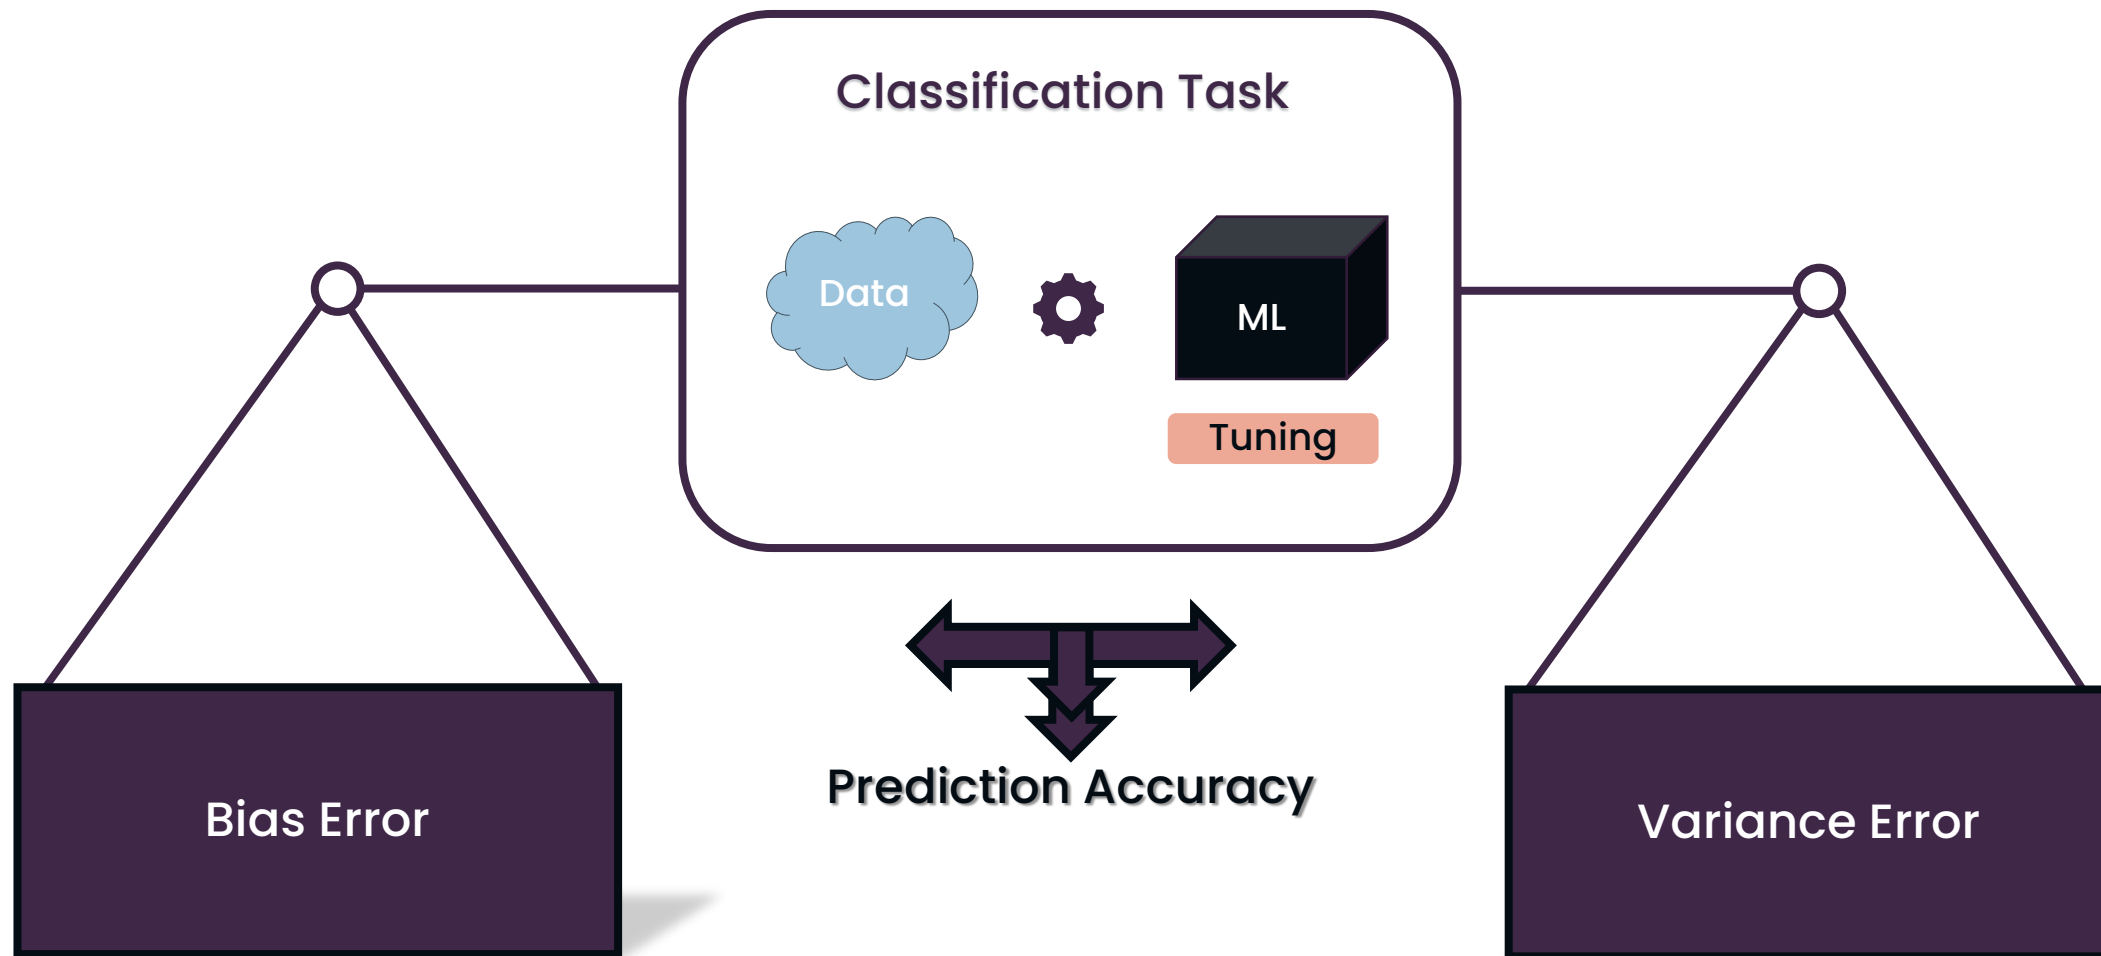 Classification Task
Data
ML
Tuning
Prediction Accuracy
Bias Error
Variance Error